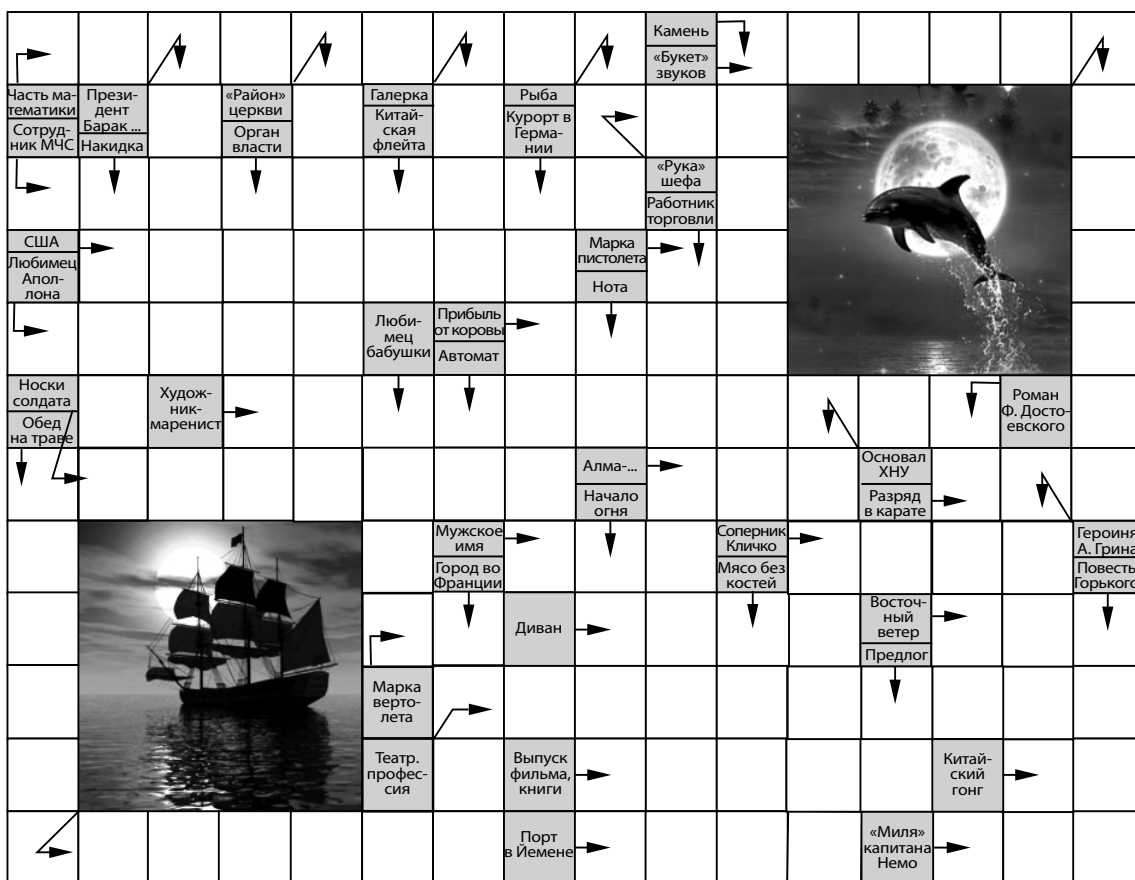 Камень
«Букет»
звуков
Часть ма-
тематики
Сотруд-
ник МЧС
Прези-
дент
Барак ...
Накидка
«Район»
церкви
Орган
власти
Галерка
Китай-
ская
флейта
Рыба
Курорт в
Герма-
нии
«Рука»
шефа
Работник
торговли
США
Любимец
Апол-
лона
Марка
пистолета
Нота
Люби-
мец
бабушки
Прибыль
от коровы
Автомат
Носки
солдата
Обед
на траве
Худож-
ник-
маренист
Роман
Ф. Досто-
евского
Алма-...
Начало
огня
Основал
ХНУ
Разряд
в карате
Мужское
имя
Город во
Франции
Соперник
Кличко
Мясо без
костей
Героиня
А. Грина
Повесть
Горького
Диван
Восточ-
ный
ветер
Предлог
Марка
верто-
лета
Театр.
профес-
сия
Выпуск
фильма,
книги
Китай-
ский
гонг
Порт
в Йемене
«Миля»
капитана
Немо